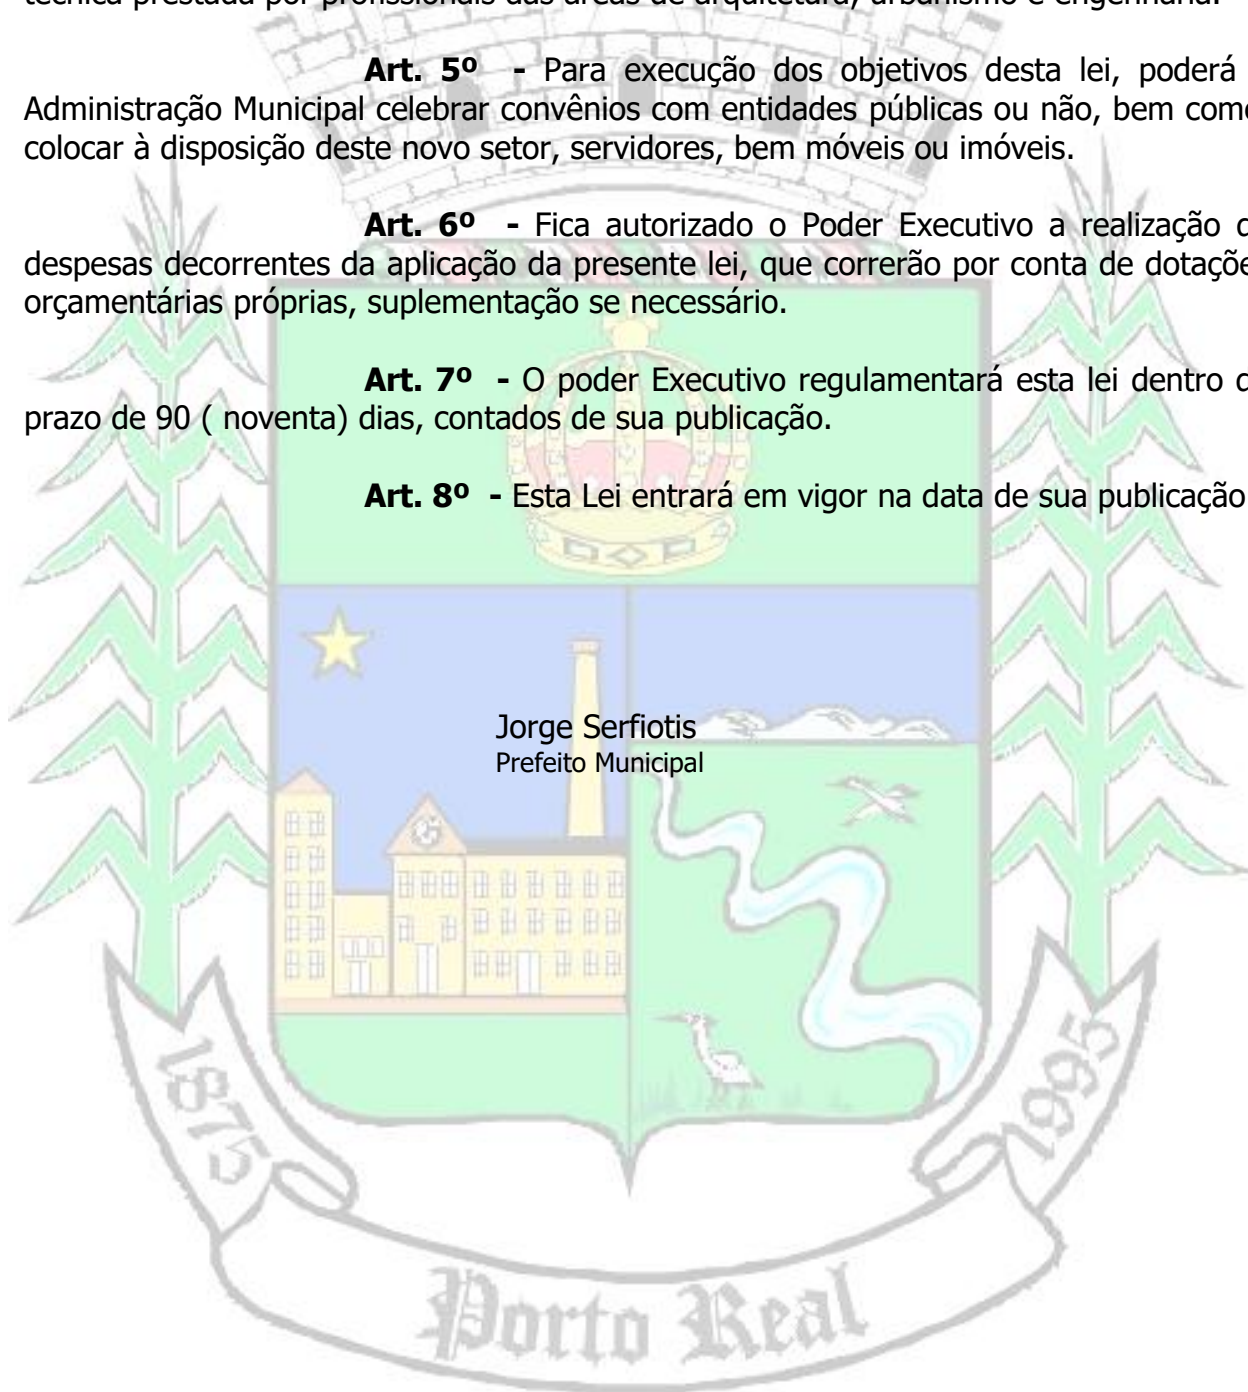 técnica prestada por profissionais das áreas de arquitetura, urbanismo e engenharia.
Art. 5º - Para execução dos objetivos desta lei, poderá
Administração Municipal celebrar convênios com entidades públicas ou não, bem como
colocar à disposição deste novo setor, servidores, bem móveis ou imóveis.
Art. 6º - Fica autorizado o Poder Executivo a realização
despesas decorrentes da aplicação da presente lei, que correrão por conta de
orçamentárias próprias, suplementação se necessário.
Art. 7º - O poder Executivo regulamentará esta lei dentro
prazo de 90 ( noventa) dias, contados de sua publicação.
Art. 8º - Esta Lei entrará em vigor na data de sua publicação
Jorge Serfiotis
Prefeito Municipal
1875
1995
Porto Real